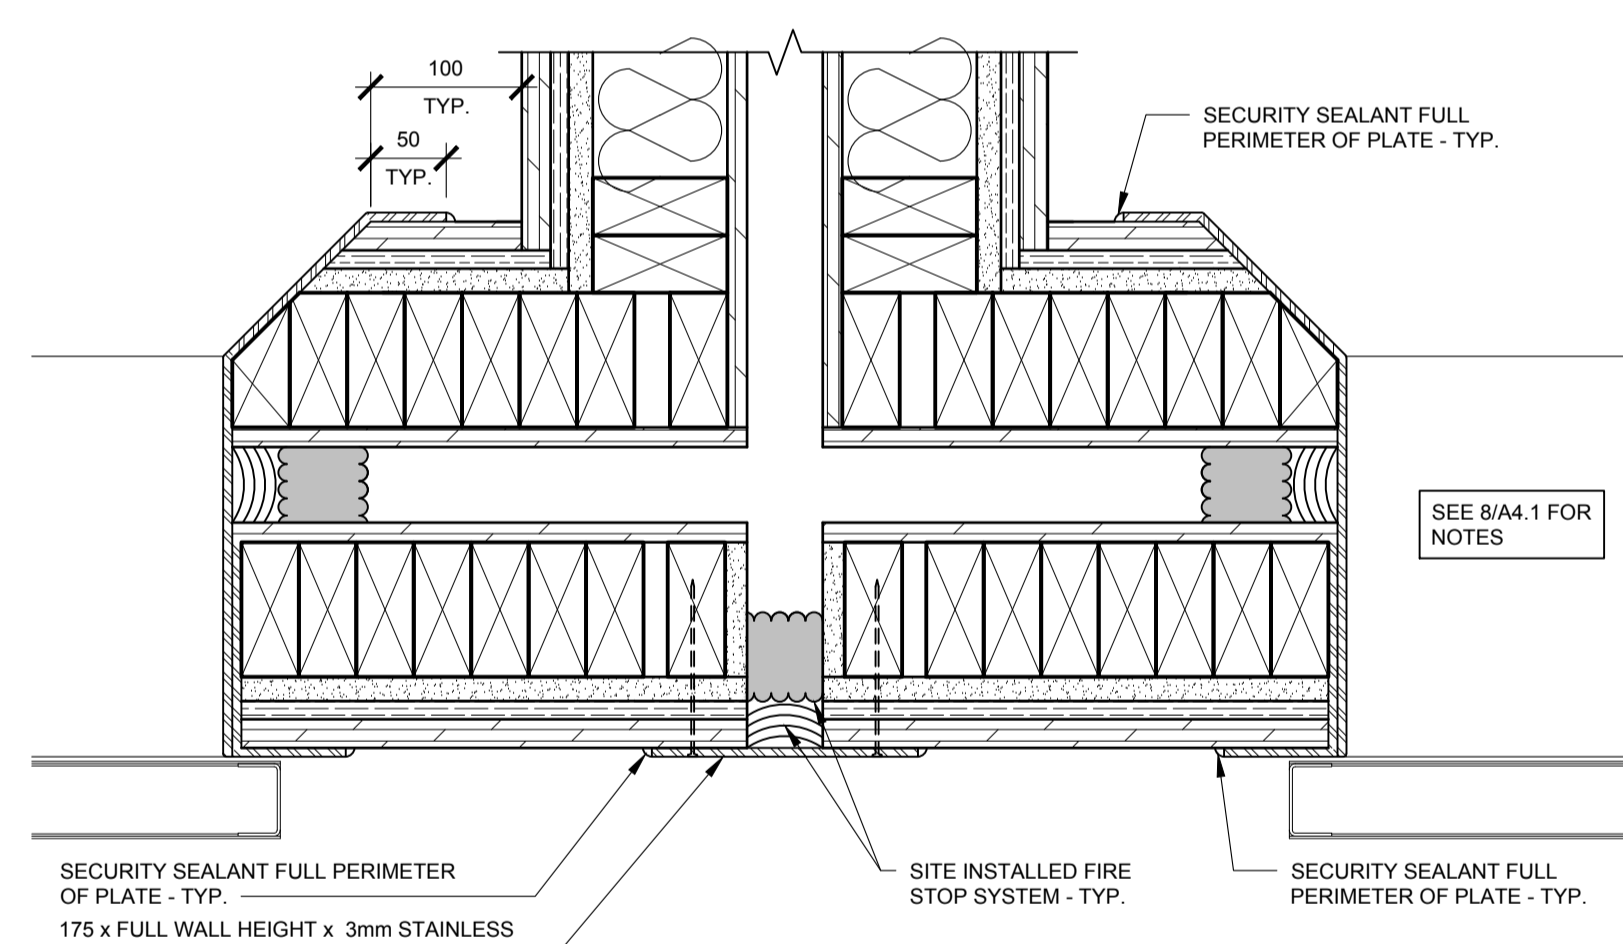 100
TYP.
50
TYP.
SECURITY SEALANT FULL
PERIMETER OF PLATE - TYP.
SEE 8/A4.1 FOR
NOTES
SECURITY SEALANT FULL PERIMETER
OF PLATE - TYP.
175 x FULL WALL HEIGHT x 3mm STAINLESS
SITE INSTALLED FIRE
STOP SYSTEM - TYP.
SECURITY SEALANT FULL
PERIMETER OF PLATE - TYP.